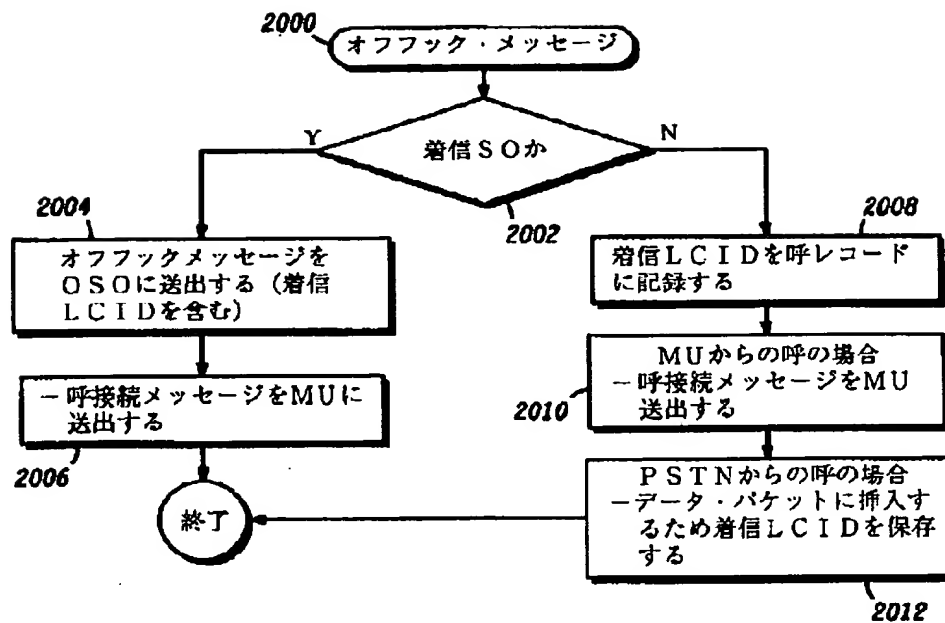 2000
オフフック・メッセージ
Y
着信SOか
N
2002
2004
オフフックメッセージを
OSOに送出する（着信
LCIDを含む）
－呼接続メッセージをMUに
送出する
2006
終了
2008
着信LCIDを呼レコード
に記録する
MUからの呼の場合
－呼接続メッセージをMU
送出する
2010
PSTNからの呼の場合
－データ・パケットに挿入す
るため着信LCIDを保存
する
2012